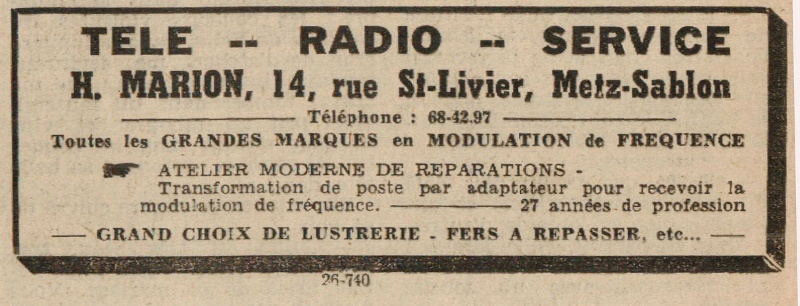 TELE -- RADIO -- SERVICE
H. MARION, 14, rue St-Livier, Metz-Sablon
Téléphone : 68-42.97
Toutes les GRANDES MARQUES en MODULATION de FREQUENCE
ATELIER MODERNE DE REPARATIONS -
Transformation de poste par adaptateur pour recevoir la
modulation de fréquence. ——— 27 années de profession
— GRAND CHOIX DE LUSTRERIE - FERS A REPASSER, etc... —
26-740